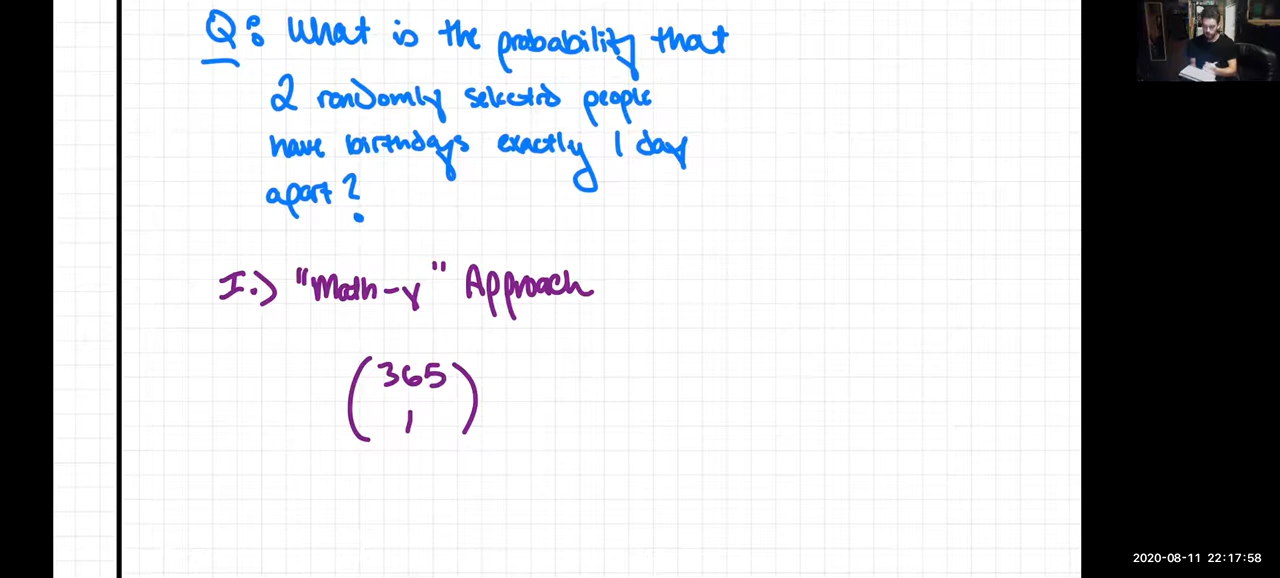 Q: What is the probability that
2 randomly selected people
have birthdays exactly 1 day
apart?
I.) "Math-y" Approach
(365
1)
2020-08-11 22:17:58